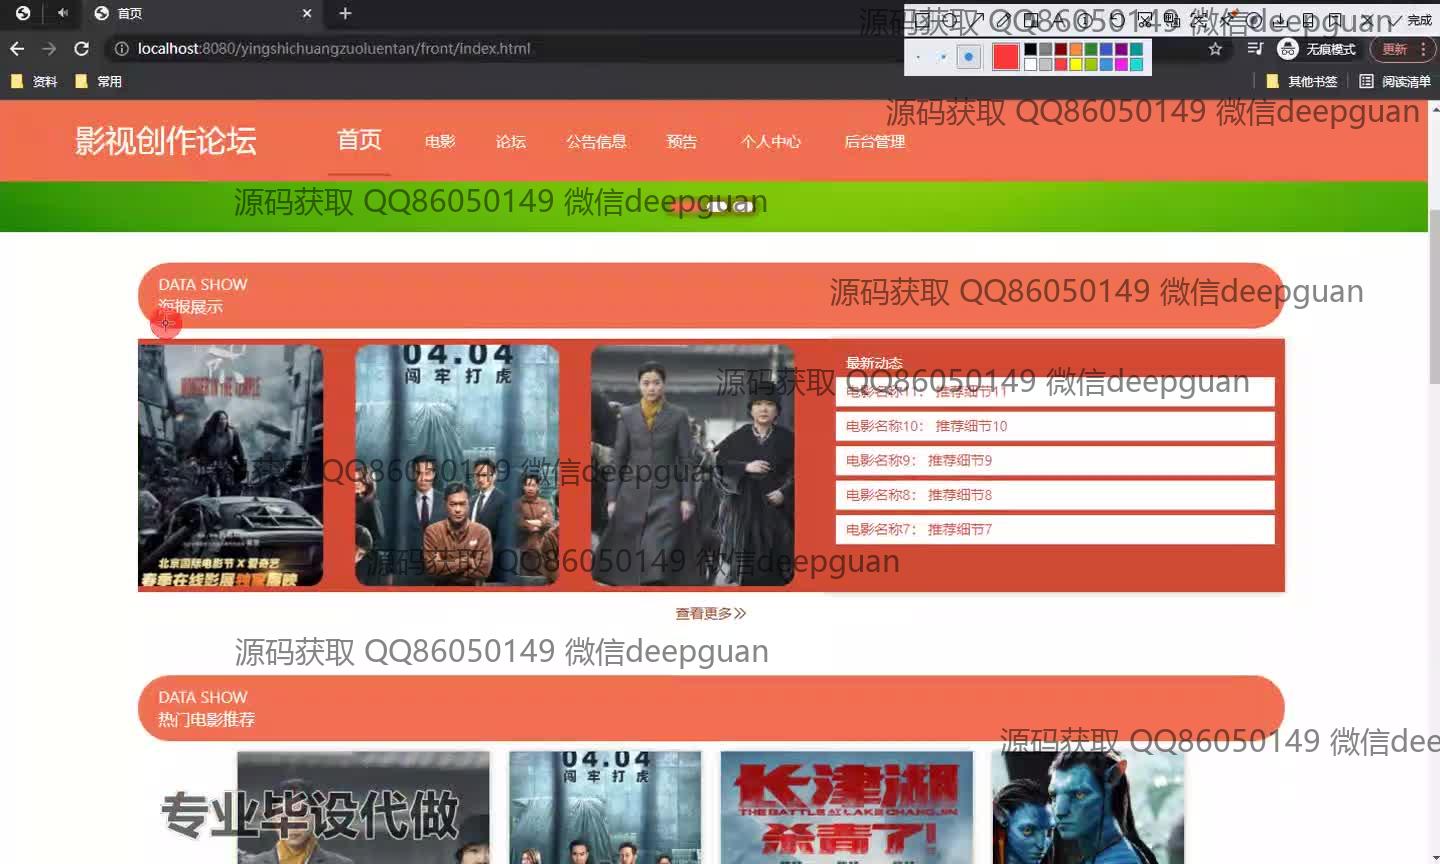 首页
完成
localhost:8080/yingshichuangzuoluentan/front/index.html
无痕模式
更新
资料
常用
其他书签
阅读清单
源码获取 QQ86050149 微信deepguan
源码获取 QQ86050149 微信deepguan
影视创作论坛
首页
电影
论坛
公告信息
预告
个人中心
后台管理
源码获取 QQ86050149 微信deepguan
DATA SHOW
海报展示
源码获取 QQ86050149 微信deepguan
04.04
闯牢打虎
最新动态
源码获取 QQ86050149 微信deepguan
电影名称11： 推荐细节11
电影名称10： 推荐细节10
电影名称9： 推荐细节9
电影名称8： 推荐细节8
电影名称7： 推荐细节7
源码获取 QQ86050149 微信deepguan
源码获取 QQ86050149 微信deepguan
北京国际电影节 X 爱奇艺
春季在线影展独家展映
查看更多
源码获取 QQ86050149 微信deepguan
DATA SHOW
热门电影推荐
源码获取 QQ86050149 微信dee
04.04
闯牢打虎
长津湖
THE BATTLE AT LAKE CHANGJIN
杀青了!
专业毕设代做